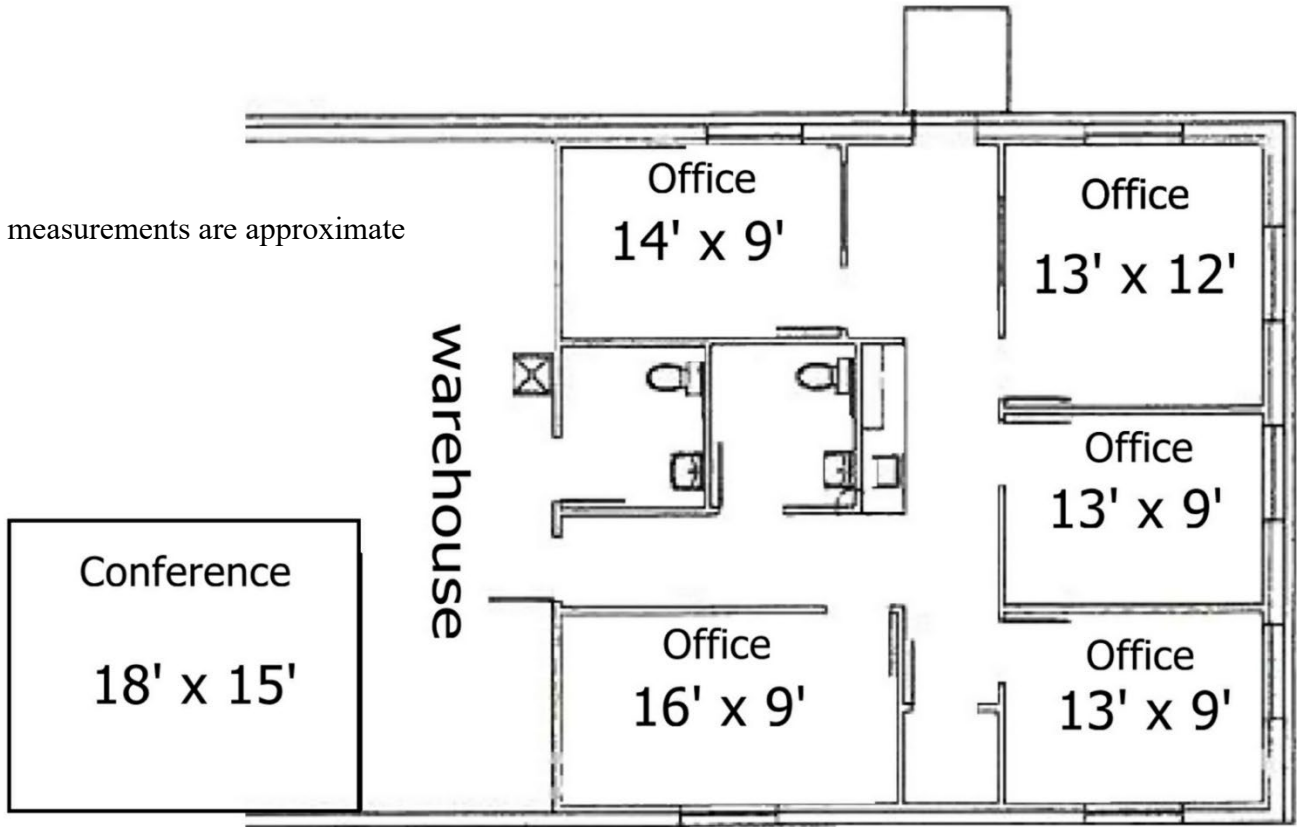 Office
14' x 9'
Office
13' x 12'
measurements are approximate
warehouse
Office
13' x 9'
Conference
18' x 15'
Office
16' x 9'
Office
13' x 9'